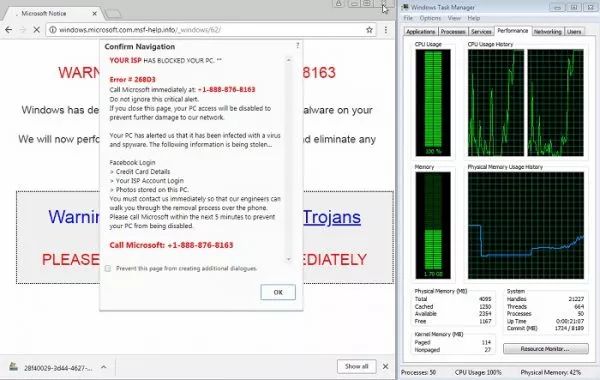 Microsoft Notice
windows.microsoft.com.msf-help.info/_windows/62/
WAR
8163
Windows has de
alware on your
We will now perfo
nd eliminate any
Warnin
Trojans
PLEASE
EDIATELY
Confirm Navigation
?
YOUR ISP HAS BLOCKED YOUR PC. **
Error # 268D3
Call Microsoft immediately at: +1-888-876-8163
Do not ignore this critical alert.
If you close this page, your PC access will be disabled to
prevent further damage to our network.
Your PC has alerted us that it has been infected with a virus
and spyware. The following information is being stolen...
Facebook Login
> Credit Card Details
> Your ISP Account Login
> Photos stored on this PC.
You must contact us immediately so that our engineers can
walk you through the removal process over the phone.
Please call Microsoft within the next 5 minutes to prevent
your PC from being disabled.
Call Microsoft: +1-888-876-8163
Prevent this page from creating additional dialogues.
OK
28f40029-3d44-4627-...
Show all
Windows Task Manager
File Options View Help
Applications Processes Services Performance Networking Users
CPU Usage
CPU Usage History
100 %
Memory
Physical Memory Usage History
1.70 GB
Physical Memory (MB)
Total 4095
Cached 1250
Available 2354
Free 1167
Kernel Memory (MB)
Paged 114
Nonpaged 27
System
Handles 21227
Threads 664
Processes 50
Up Time 0:00:21:07
Commit (MB) 1734 / 8189
Resource Monitor...
Processes: 50 CPU Usage: 100% Physical Memory: 42%